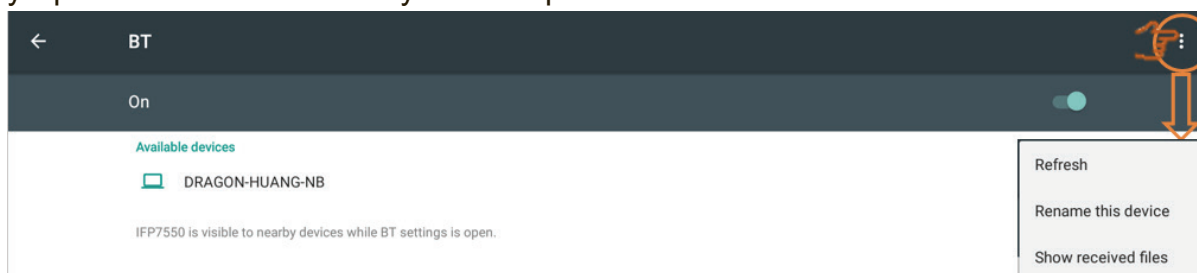 BT
On
Available devices
DRAGON-HUANG-NB
IFP7550 is visible to nearby devices while BT settings is open.
Refresh
Rename this device
Show received files